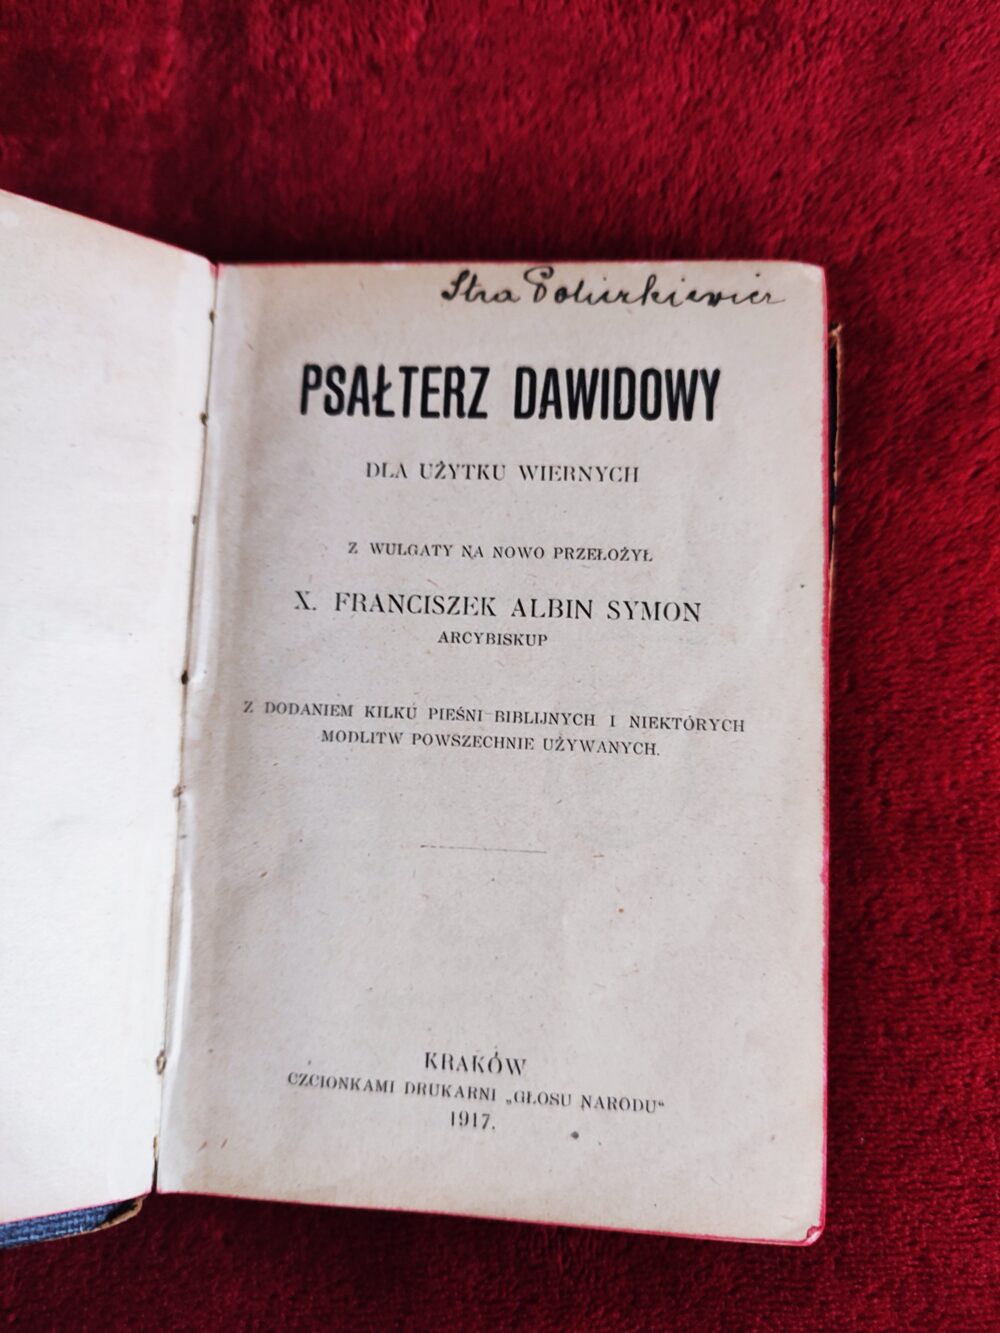 PSAŁTERZ DAWIDOWY
DLA UŻYTKU WIERNYCH
Z WULGATY NA NOWO PRZEŁOŻYŁ
X. FRANCISZEK ALBIN SYMON
ARCYBISKUP
Z DODANIEM KILKU PIEŚNI BIBLIJNYCH I NIEKTÓRYCH
MODLITW POWSZECHNIE UŻYWANYCH.
KRAKÓW
CZCIONKAMI DRUKARNI „GŁOSU NARODU“
1917.